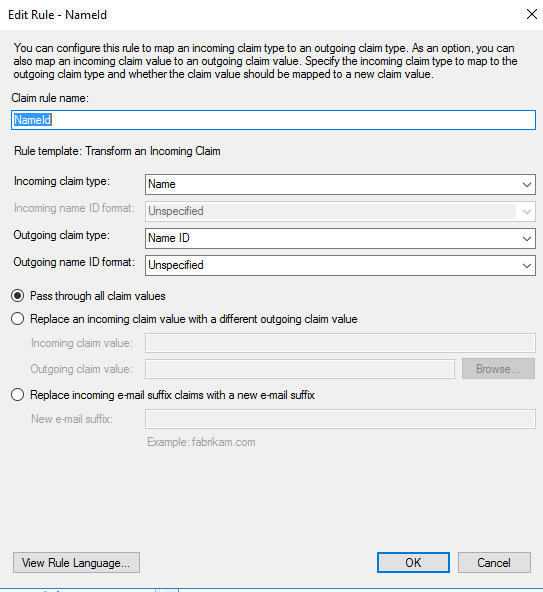 Edit Rule - NameId
You can configure this rule to map an incoming claim type to an outgoing claim type. As an option, you can
also map an incoming claim value to an outgoing claim value. Specify the incoming claim type to map to the
outgoing claim type and whether the claim value should be mapped to a new claim value.
Claim rule name:
NameId
Rule template: Transform an Incoming Claim
Incoming claim type: Name
Incoming name ID format: Unspecified
Outgoing claim type: Name ID
Outgoing name ID format: Unspecified
Pass through all claim values
Replace an incoming claim value with a different outgoing claim value
Incoming claim value:
Outgoing claim value: Browse...
Replace incoming e-mail suffix claims with a new e-mail suffix
New e-mail suffix:
Example: fabrikam.com
View Rule Language... OK Cancel